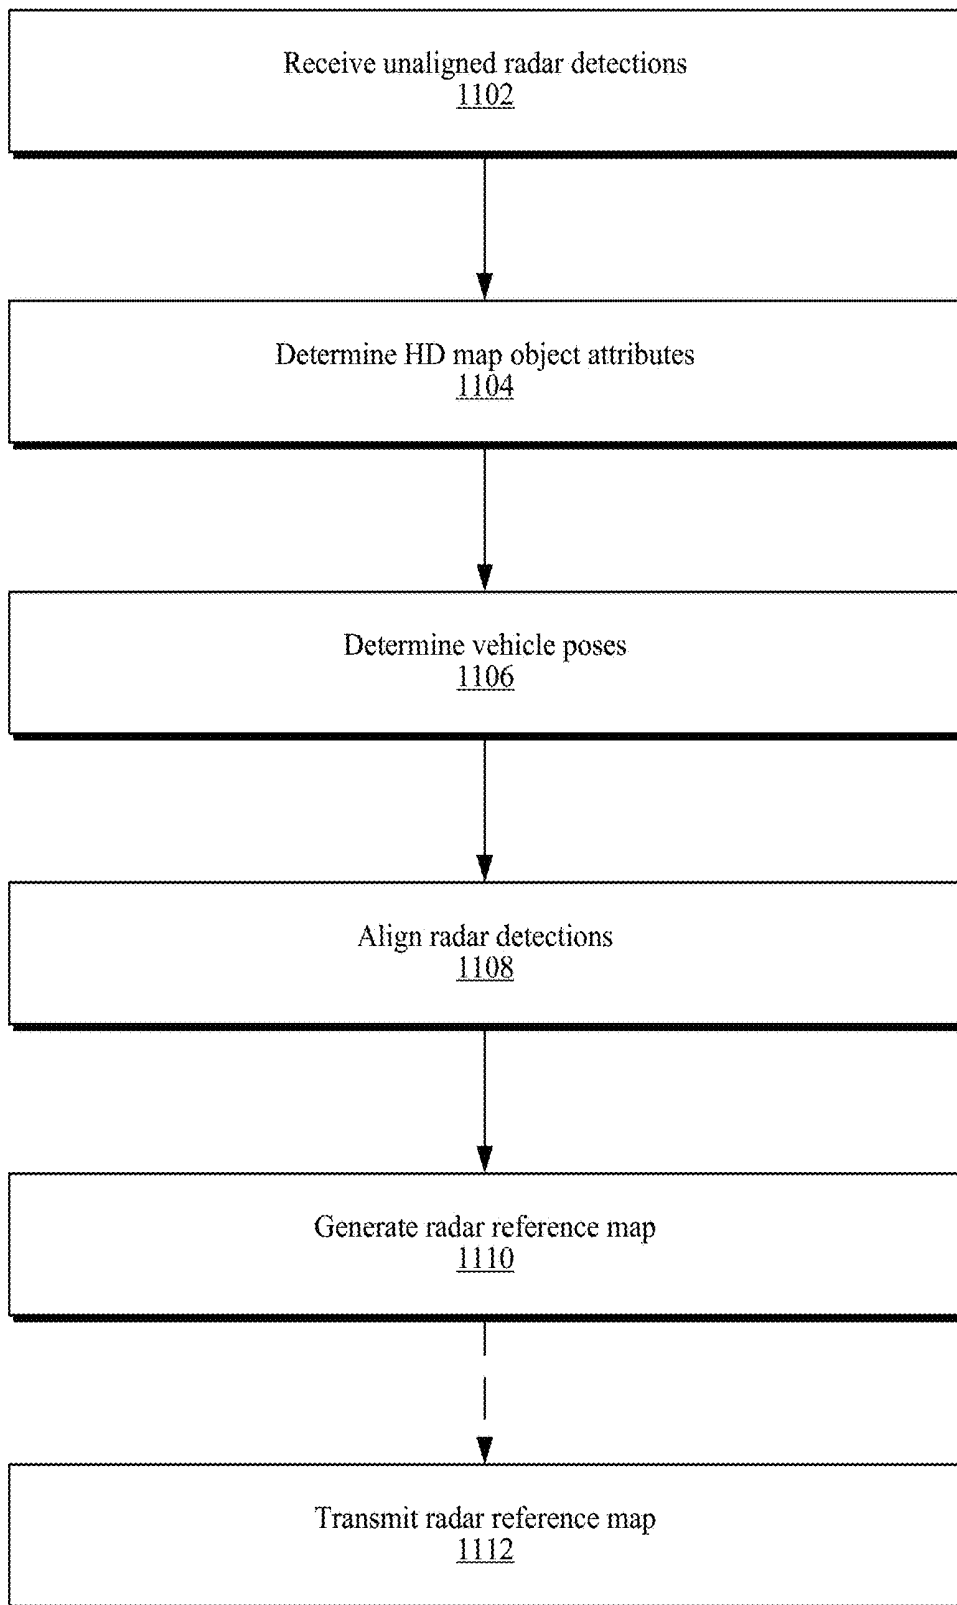 Receive unaligned radar detections
1102
Determine HD map object attributes
1104
Determine vehicle poses
1106
Align radar detections
1108
Generate radar reference map
1110
Transmit radar reference map
1112